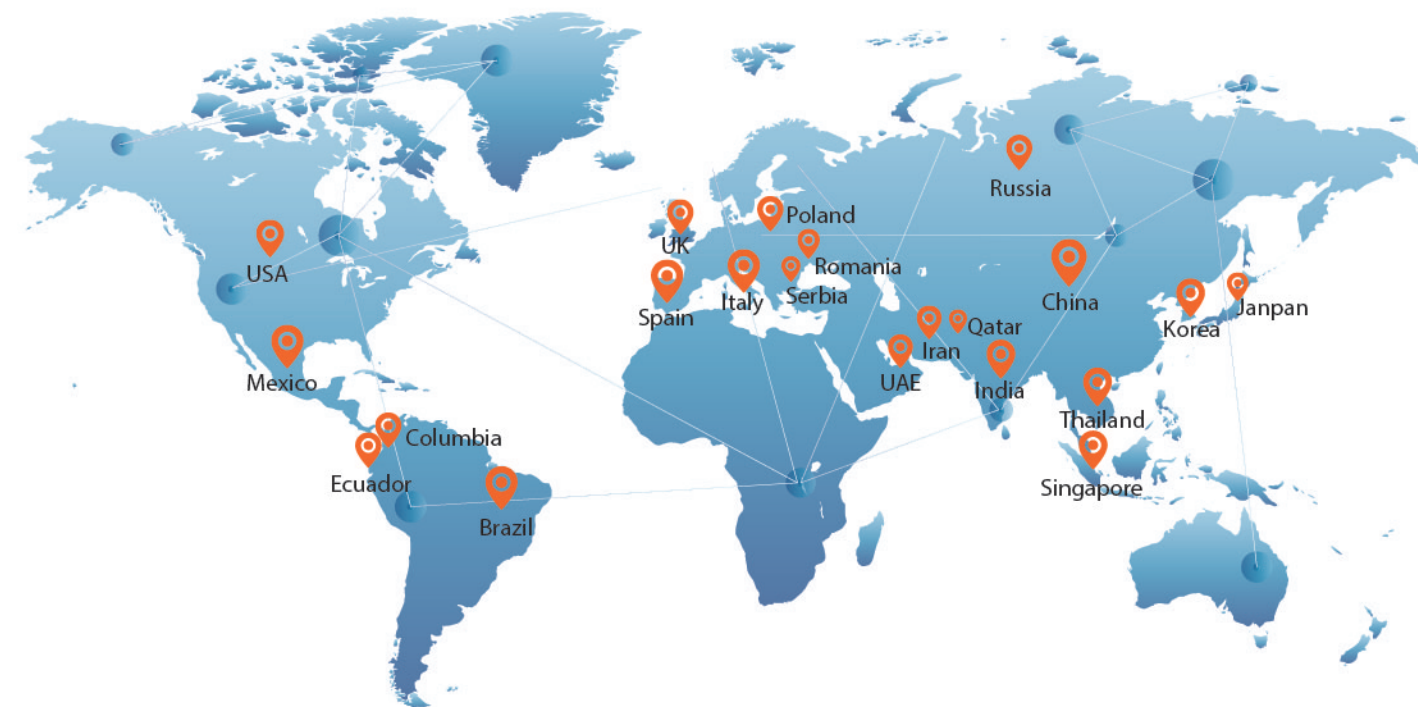 Russia
Poland
UK
Romania
USA
Italy
Serbia
China
Spain
Janpan
Korea
Qatar
Iran
Mexico
UAE
India
Thailand
Columbia
Ecuador
Singapore
Brazil